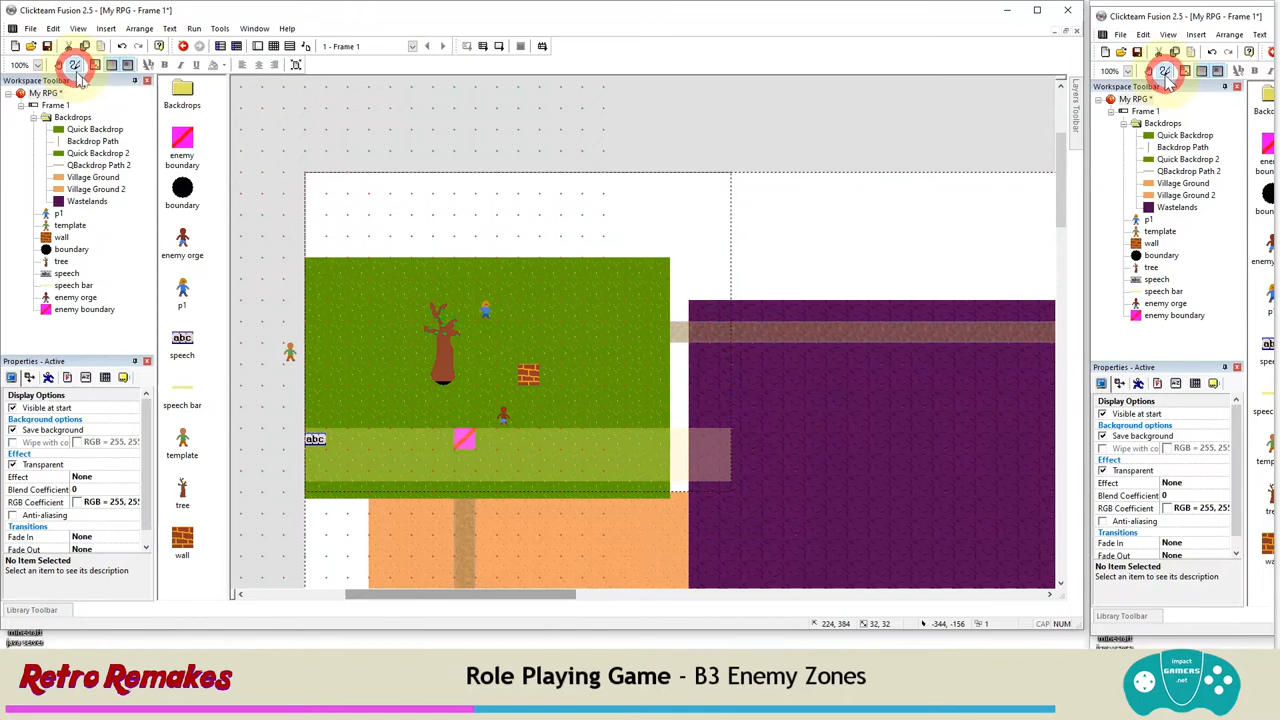 Clickteam Fusion 2.5 - [My RPG - Frame 1*]
File Edit View Insert Arrange Text Run Tools Window Help
1 - Frame 1
100%
Workspace Toolbar
My RPG *
Frame 1
Backdrops
Quick Backdrop
Backdrop Path
Quick Backdrop 2
QBackdrop Path 2
Village Ground
Village Ground 2
Wastelands
p1
template
wall
boundary
tree
speech
speech bar
enemy orge
enemy boundary
Properties - Active
Display Options
Visible at start
Background options
Save background
Wipe with co
RGB = 255, 255
Effect
Transparent
Effect
None
Blend Coefficient
0
RGB Coefficient
RGB = 255, 255
Anti-aliasing
Transitions
Fade In
None
Fade Out
None
No Item Selected
Select an item to see its description
Library Toolbar
Backdrops
enemy
boundary
boundary
enemy orge
p1
abc
speech
speech bar
template
tree
wall
abc
Layers Toolbar
224, 384
32, 32
-344, -156
1
CAP NUM
minecraft
java server
Clickteam Fusion 2.5 - [My RPG - Frame 1*]
File Edit View Insert Arrange Text
100%
Workspace Toolbar
My RPG *
Frame 1
Backdrops
Quick Backdrop
Backdrop Path
Quick Backdrop 2
QBackdrop Path 2
Village Ground
Village Ground 2
Wastelands
p1
template
wall
boundary
tree
speech
speech bar
enemy orge
enemy boundary
Properties - Active
Display Options
Visible at start
Background options
Save background
Wipe with co
RGB = 255, 255
Effect
Transparent
Effect
None
Blend Coefficient
0
RGB Coefficient
RGB = 255, 255
Anti-aliasing
Transitions
Fade In
None
Fade Out
None
No Item Selected
Select an item to see its description
Library Toolbar
minecraft
Retro Remakes
Role Playing Game - B3 Enemy Zones
impact
GAMERS
.net